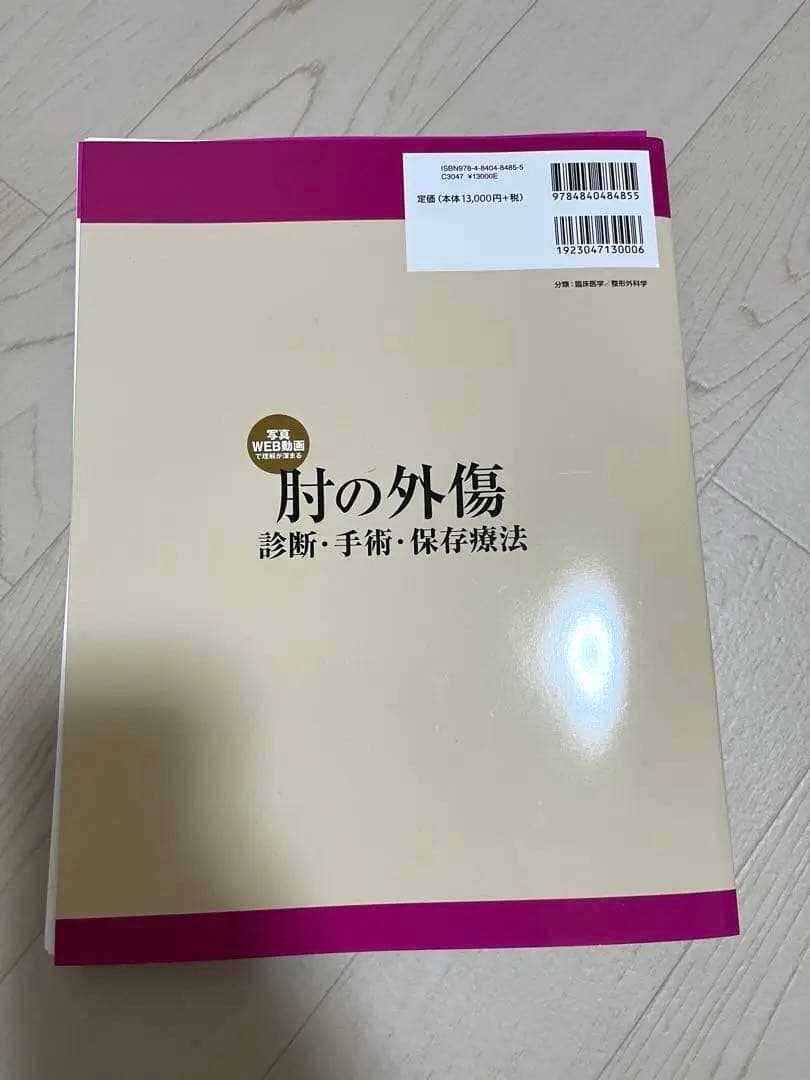 ISBN978-4-8404-8485-5
C3047 ¥13000E
定価（本体13,000円+税）
9784840484855
1923047130006
分類：臨床医学／整形外科学
写真
WEB動画
で理解が深まる
肘の外傷
診断・手術・保存療法